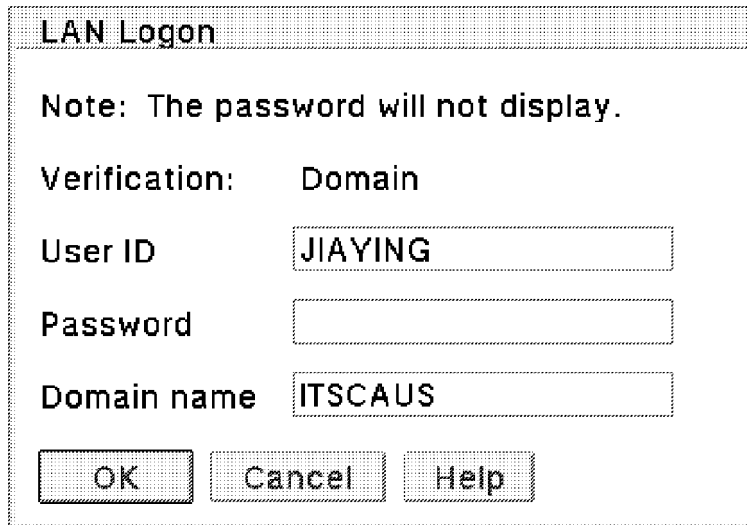 LAN Logon
Note: The password will not display.
Verification: Domain
User ID JIAYING
Password
Domain name ITSCAUS
OK Cancel Help